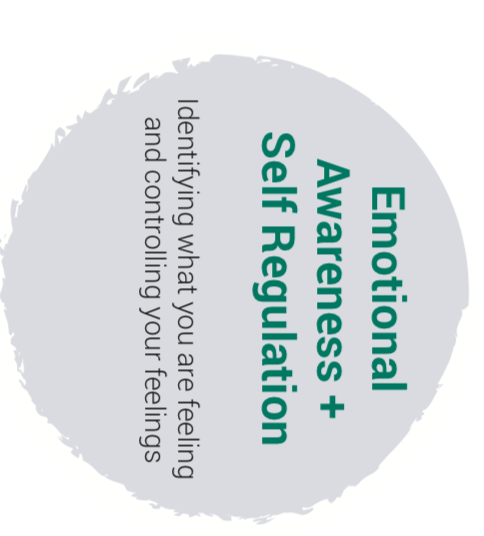 Emotional
Awareness +
Self Regulation
Identifying what you are feeling
and controlling your feelings